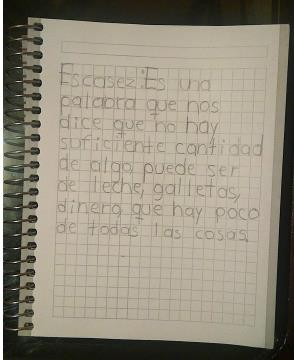 Escasez: Es una
palabra que nos
dice que no hay
suficiente cantidad
de algo, puede ser
de leche, galletas,
dinero que hay poco
de todas las cosas.